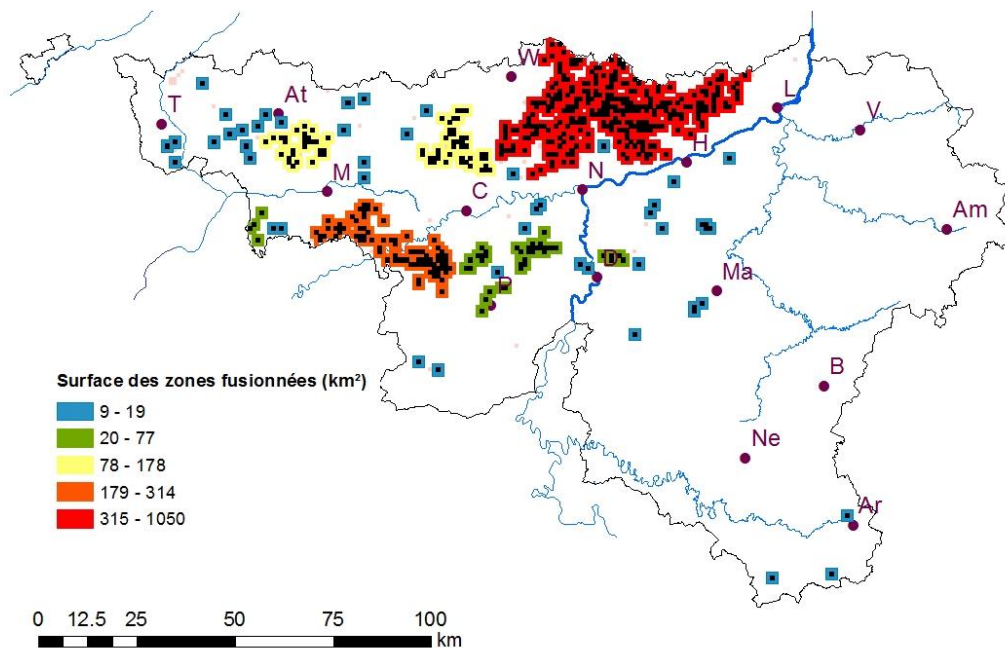 W
L
At
T
V
H
N
M
C
Am
D
Ma
P
B
Ne
Ar
Surface des zones fusionnées (km²)
9 - 19
20 - 77
78 - 178
179 - 314
315 - 1050
0 12.5 25 50 75 100
km